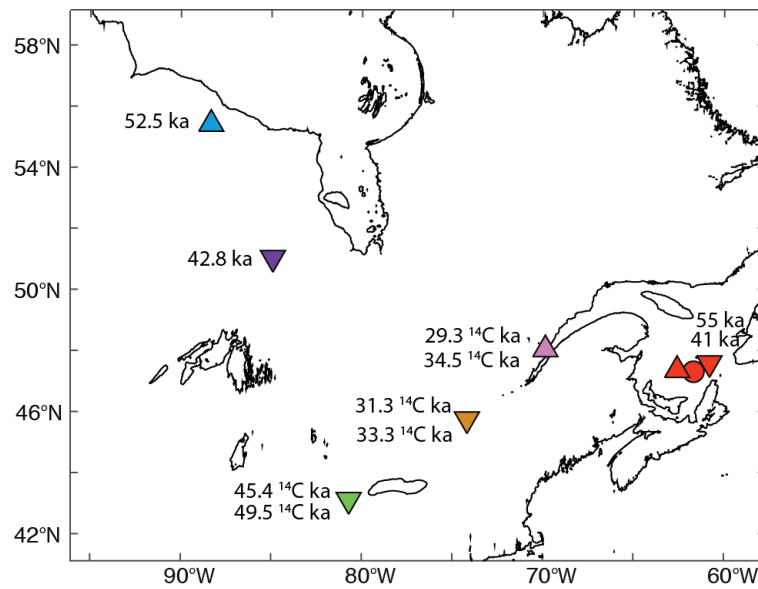 58°N
52.5 ka
54°N
42.8 ka
50°N
55 ka
29.3 ¹⁴C ka
41 ka
34.5 ¹⁴C ka
31.3 ¹⁴C ka
46°N
33.3 ¹⁴C ka
45.4 ¹⁴C ka
49.5 ¹⁴C ka
42°N
90°W 80°W 70°W 60°W